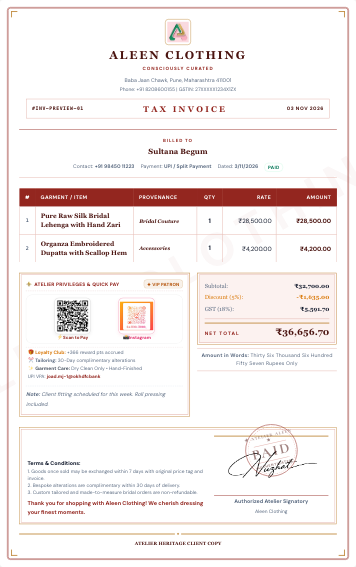 ALEEN CLOTHING
CONSCIOUSLY CURATED
Baba Jaan Chowk, Pune, Maharashtra 411001
Phone: +91 9208600155 | GSTIN: 27XXXXX1234X1ZX
#INV-PREVIEW-01 TAX INVOICE 03 NOV 2026
BILLED TO
Sultana Begum
Contact: +91 98450 11223 Payment: UPI / Split Payment Dated: 3/11/2026 PAID
# GARMENT / ITEM PROVENANCE QTY RATE AMOUNT
1 Pure Raw Silk Bridal Lehenga with Hand Zari Bridal Couture 1 ₹28,500.00 ₹28,500.00
2 Organza Embroidered Dupatta with Scallop Hem Accessories 1 ₹4,200.00 ₹4,200.00
ATELIER PRIVILEGES & QUICK PAY VIP PATRON
Scan to Pay Instagram
Loyalty Club: +366 reward pts accrued
Tailoring: 30-Day complimentary alterations
Garment Care: Dry Clean Only • Hand-Finished
UPI VPA:
Note: Client fitting scheduled for this week. Roll pressing
included
Subtotal: ₹32,700.00
Discount (5%): -₹1,635.00
GST (18%): ₹5,591.70
NET TOTAL ₹36,656.70
Amount in Words: Thirty Six Thousand Six Hundred
Fifty Seven Rupees Only
Terms & Conditions:
1. Goods once sold may be exchanged within 7 days with original price tag and
invoice.
2. Bespoke alterations are complimentary within 30 days of delivery.
3. Custom tailored and made-to-measure bridal orders are non-refundable.
Thank you for shopping with Aleen Clothing! We cherish dressing
your finest moments.
PAID
Authorized Atelier Signatory
Aleen Clothing
ATELIER HERITAGE CLIENT COPY